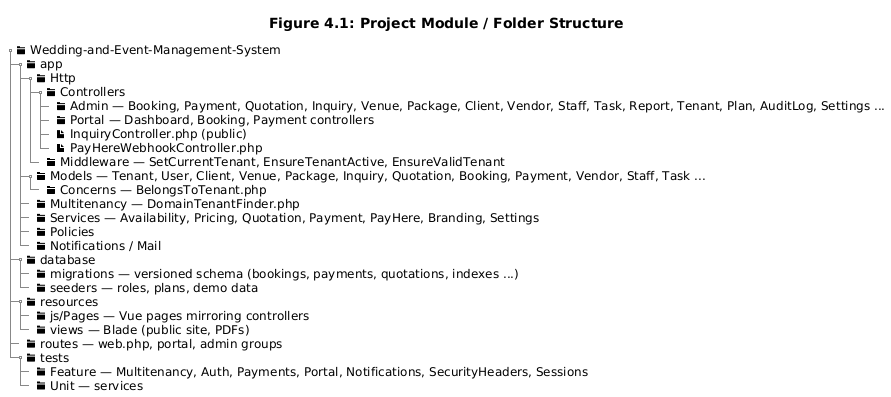 Figure 4.1: Project Module / Folder Structure
Wedding-and-Event-Management-System
app
Http
Controllers
Admin — Booking, Payment, Quotation, Inquiry, Venue, Package, Client, Vendor, Staff, Task, Report, Tenant, Plan, AuditLog, Settings ...
Portal — Dashboard, Booking, Payment controllers
InquiryController.php (public)
PayHereWebhookController.php
Middleware — SetCurrentTenant, EnsureTenantActive, EnsureValidTenant
Models — Tenant, User, Client, Venue, Package, Inquiry, Quotation, Booking, Payment, Vendor, Staff, Task ...
Concerns — BelongsToTenant.php
Multitenancy — DomainTenantFinder.php
Services — Availability, Pricing, Quotation, Payment, PayHere, Branding, Settings
Policies
Notifications / Mail
database
migrations — versioned schema (bookings, payments, quotations, indexes ...)
seeders — roles, plans, demo data
resources
js/Pages — Vue pages mirroring controllers
views — Blade (public site, PDFs)
routes — web.php, portal, admin groups
tests
Feature — Multitenancy, Auth, Payments, Portal, Notifications, SecurityHeaders, Sessions
Unit — services